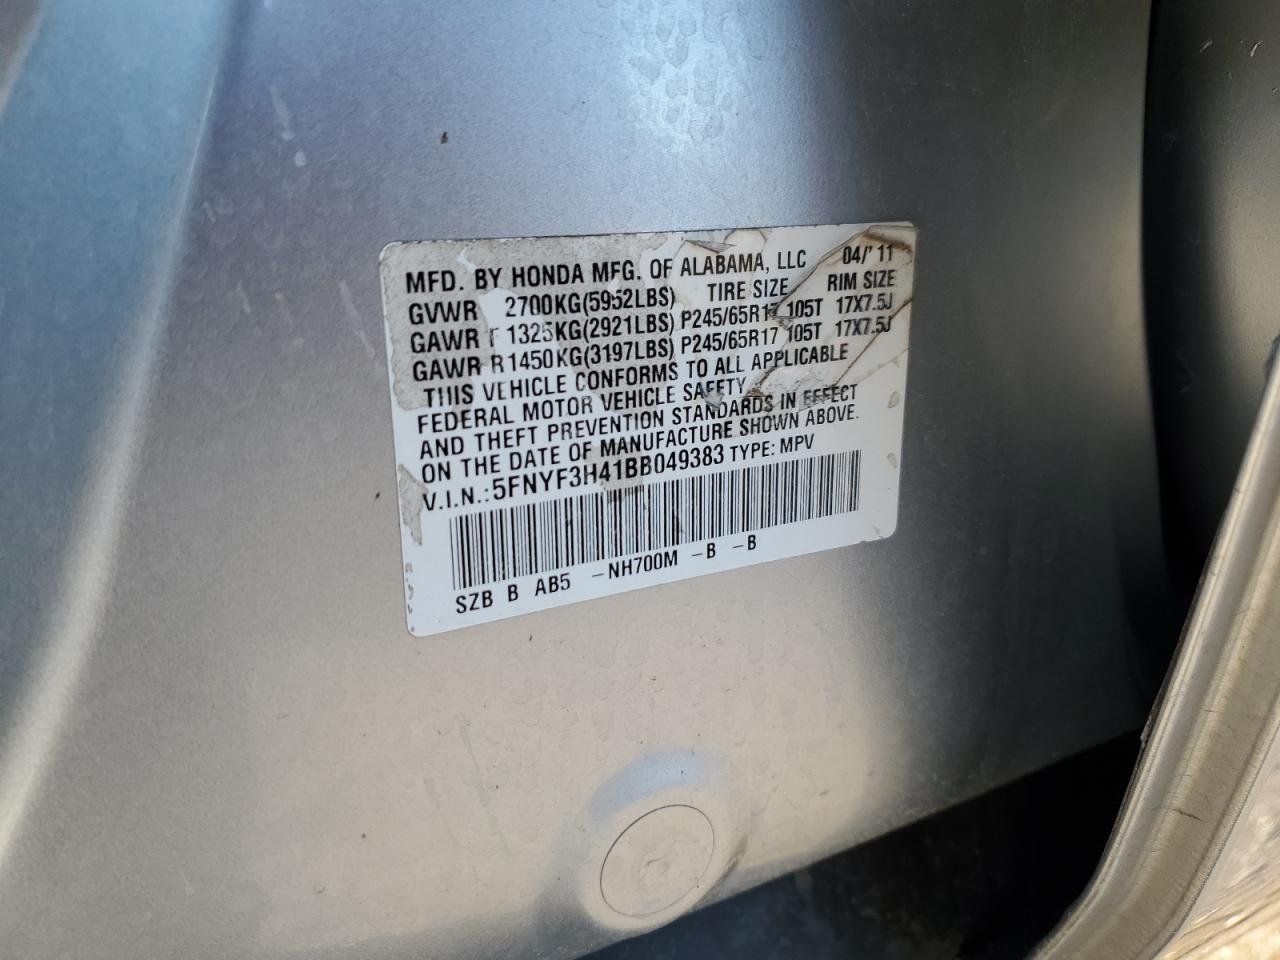 MFD. BY HONDA MFG. OF ALABAMA, LLC 04/'11
GVWR 2700KG(5952LBS) TIRE SIZE RIM SIZE
GAWR F 1325KG(2921LBS) P245/65R17 105T 17X7.5J
GAWR R1450KG(3197LBS) P245/65R17 105T 17X7.5J
THIS VEHICLE CONFORMS TO ALL APPLICABLE
FEDERAL MOTOR VEHICLE SAFETY
AND THEFT PREVENTION STANDARDS IN EFFECT
ON THE DATE OF MANUFACTURE SHOWN ABOVE.
V.I.N.:5FNYF3H41BB049383 TYPE: MPV
SZB B AB5 -NH700M -B -B